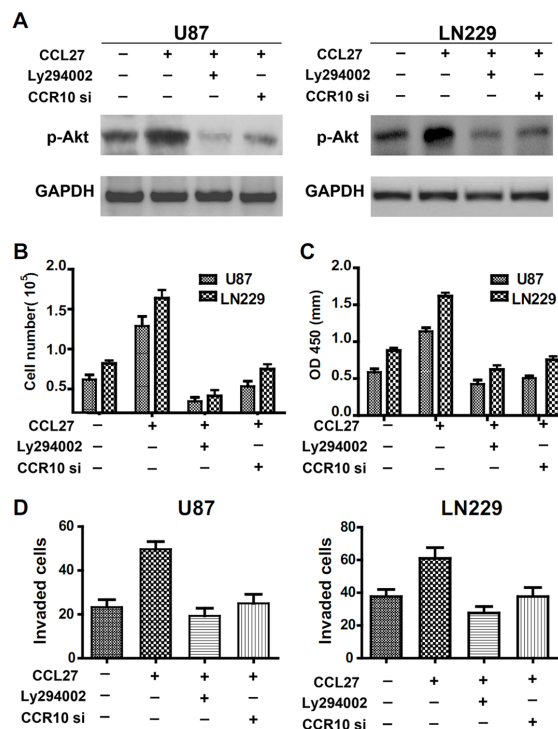 A
U87
LN229
CCL27 – + + +
Ly294002 – – + –
CCR10 si – – – +
CCL27 – + + +
Ly294002 – – + –
CCR10 si – – – +
p-Akt
GAPDH
p-Akt
GAPDH
B
Cell number( 10⁵)
2.0
1.5
1.0
0.5
U87
LN229
CCL27 – + + +
Ly294002 – – + –
CCR10 si – – – +
C
OD 450 (mm)
2.0
1.5
1.0
0.5
0.0
U87
LN229
CCL27 – + + +
Ly294002 – – + –
CCR10 si – – – +
D
U87
Invaded cells
60
40
20
0
CCL27 – + + +
Ly294002 – – + –
CCR10 si – – – +
LN229
Invaded cells
80
60
40
20
0
CCL27 – + + +
Ly294002 – – + –
CCR10 si – – – +